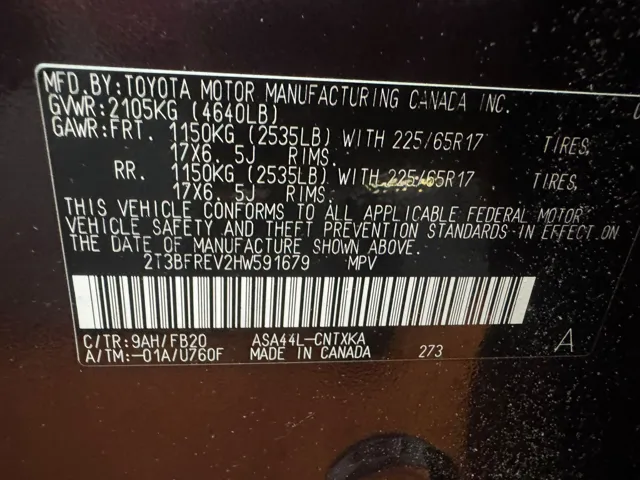 MFD. BY: TOYOTA MOTOR MANUFACTURING CANADA INC.
GVWR: 2105KG (4640LB)
GAWR: FRT. 1150KG (2535LB) WITH 225/65R17 TIRES,
17X6. 5J RIMS.
RR. 1150KG (2535LB) WITH 225/65R17 TIRES,
17X6. 5J RIMS.
THIS VEHICLE CONFORMS TO ALL APPLICABLE FEDERAL MOTOR
VEHICLE SAFETY AND THEFT PREVENTION STANDARDS IN EFFECT ON
THE DATE OF MANUFACTURE SHOWN ABOVE.
2T3BFREV2HW591679 MPV
C/TR: 9AH/FB20 ASA44L-CNTXKA A
A/TM: -01A/U760F MADE IN CANADA 273